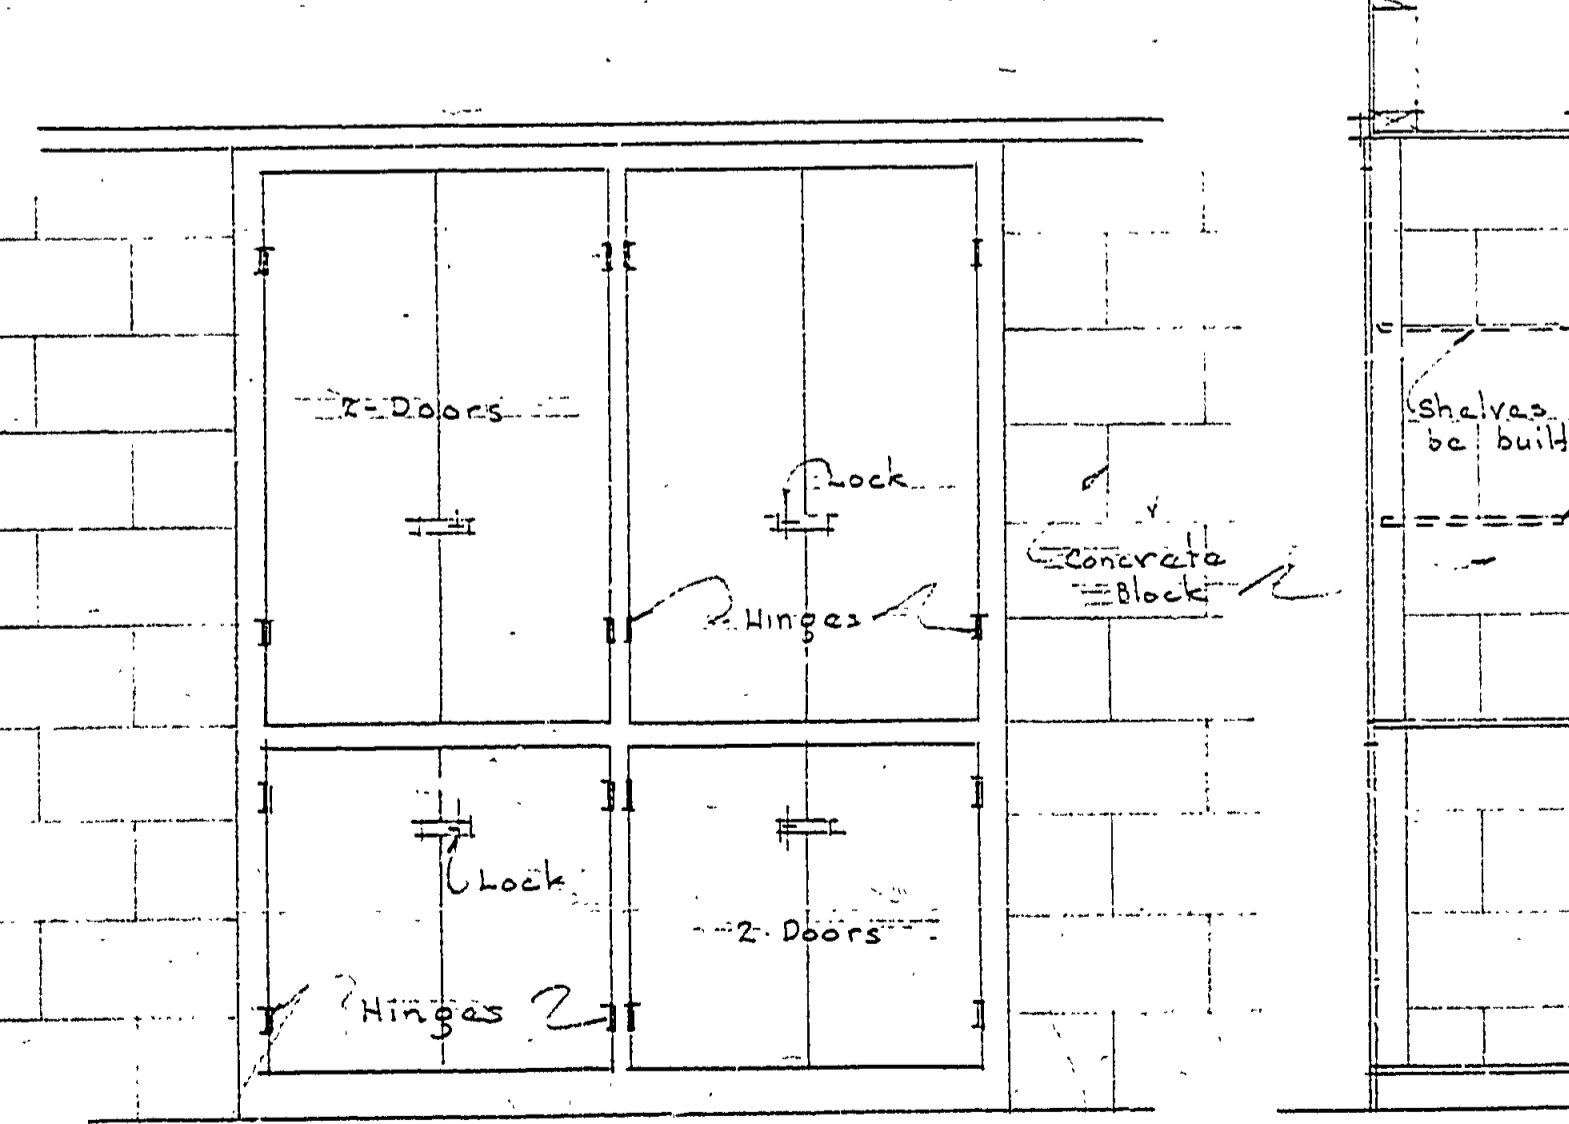 2-Doors
Lock
Hinges
Concrete
Block
Shelves
be built
Lock
2-Doors
Hinges